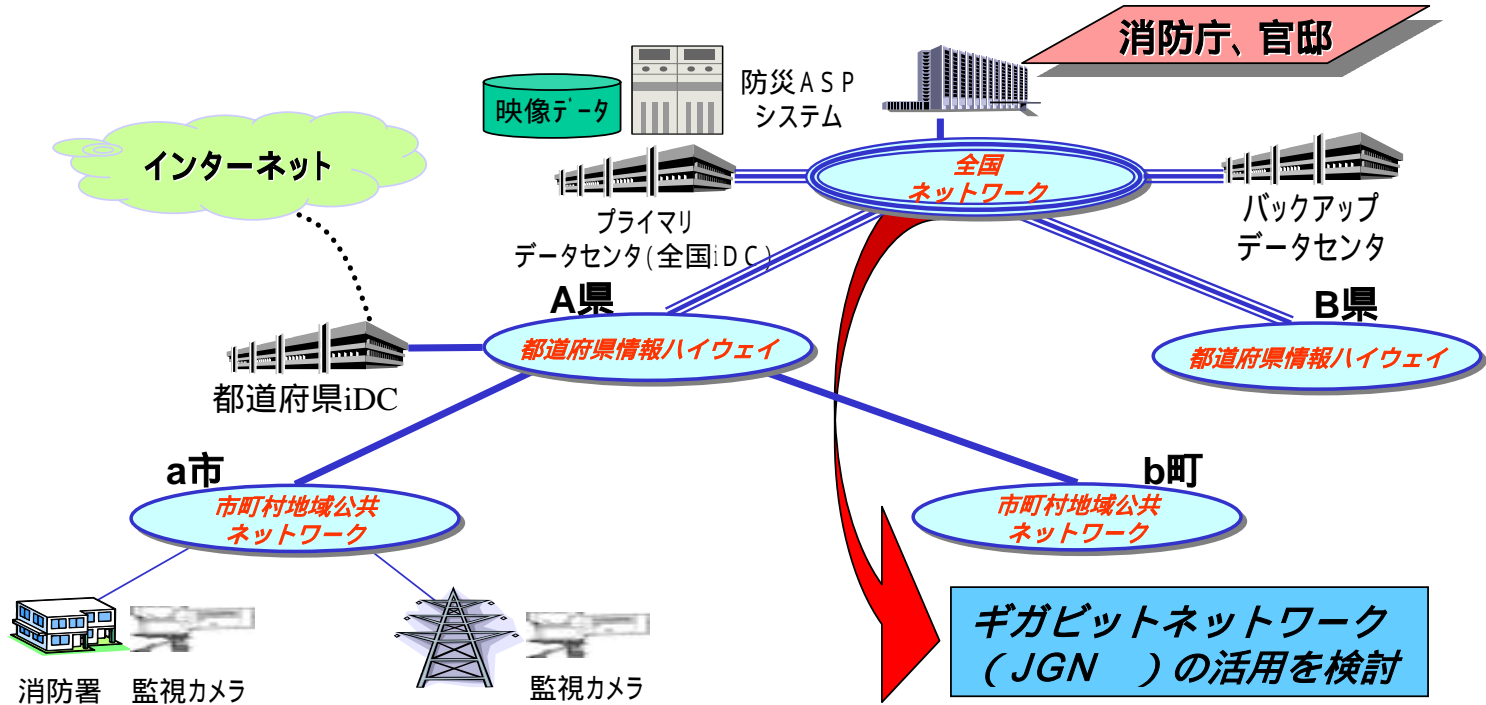 消防庁、官邸
映像データ
防災ASP
システム
インターネット
全国
ネットワーク
プライマリ
データセンタ(全国iDC)
バックアップ
データセンタ
A県
都道府県情報ハイウェイ
B県
都道府県情報ハイウェイ
都道府県iDC
a市
市町村地域公共
ネットワーク
b町
市町村地域公共
ネットワーク
消防署
監視カメラ
監視カメラ
ギガビットネットワーク
(JGN　)の活用を検討